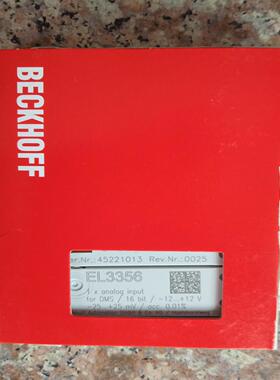 BECKHOFF
Ser.Nr.: 45221013 Rev.Nr.:0025
EL3356
1 x analog input
for DMS / 16 bit / -12...+12 V
-25...+25 mV / acc. 0.01%